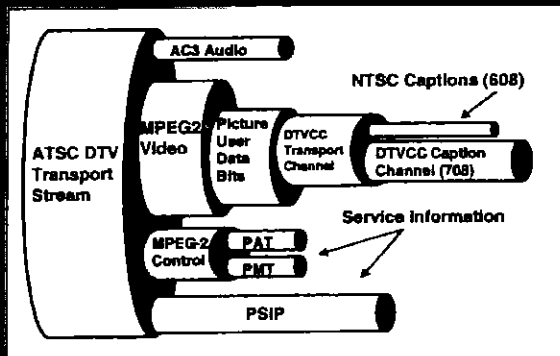 AC3 Audio
NTSC Captions (608)
MPEG2
Video
Picture
User
Data
Bits
DTVCC
Transport
Channel
DTVCC Caption
Channel (708)
ATSC DTV
Transport
Stream
Service Information
MPEG-2
Control
PAT
PMT
PSIP